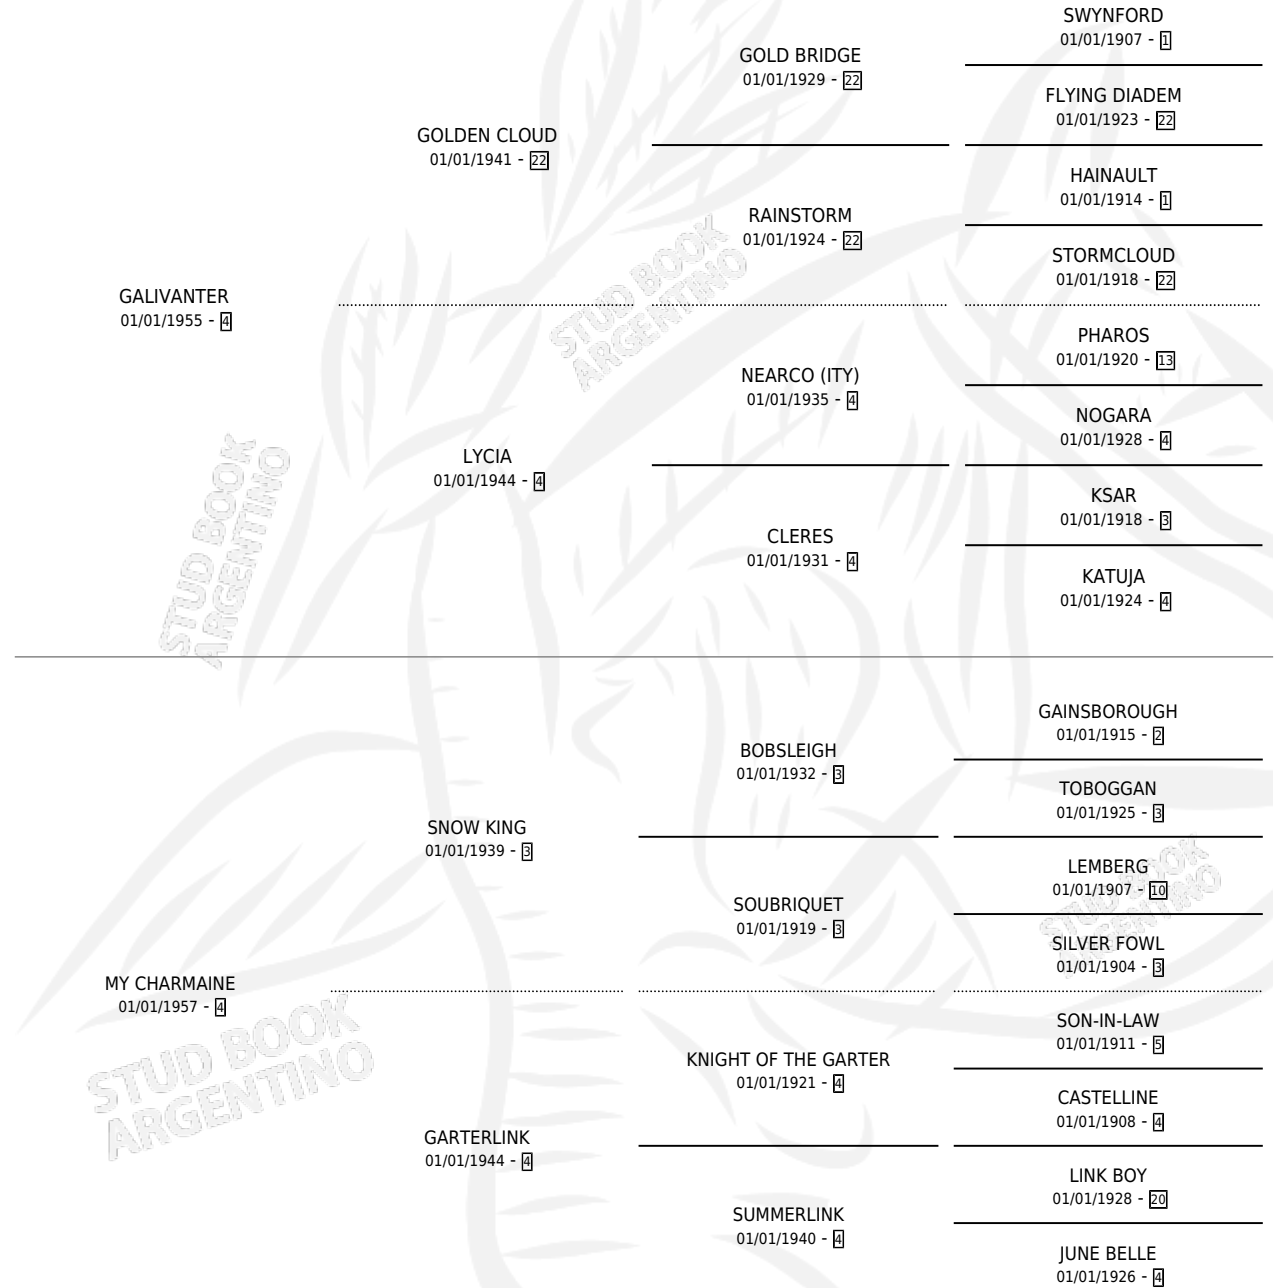 SWYNFORD
01/01/1907 - 1
GOLD BRIDGE
01/01/1929 - 22
FLYING DIADEM
01/01/1923 - 22
GOLDEN CLOUD
01/01/1941 - 22
HAINAULT
01/01/1914 - 1
RAINSTORM
01/01/1924 - 22
STORMCLOUD
01/01/1918 - 22
GALIVANTER
01/01/1955 - 4
STUD BOOK
ARGENTINO
PHAROS
01/01/1920 - 13
NEARCO (ITY)
01/01/1935 - 4
NOGARA
01/01/1928 - 4
LYCIA
01/01/1944 - 4
KSAR
01/01/1918 - 3
CLERES
01/01/1931 - 4
KATUJA
01/01/1924 - 4
STUD BOOK
ARGENTINO
GAINSBOROUGH
01/01/1915 - 2
BOBSLEIGH
01/01/1932 - 3
TOBOGGAN
01/01/1925 - 3
SNOW KING
01/01/1939 - 3
LEMBERG
01/01/1907 - 10
SOUBRIQUET
01/01/1919 - 3
STUD BOOK
ARGENTINO
SILVER FOWL
01/01/1904 - 3
MY CHARMAINE
01/01/1957 - 4
STUD BOOK
ARGENTINO
SON-IN-LAW
01/01/1911 - 5
KNIGHT OF THE GARTER
01/01/1921 - 4
CASTELLINE
01/01/1908 - 4
GARTERLINK
01/01/1944 - 4
LINK BOY
01/01/1928 - 20
SUMMERLINK
01/01/1940 - 4
JUNE BELLE
01/01/1926 - 4